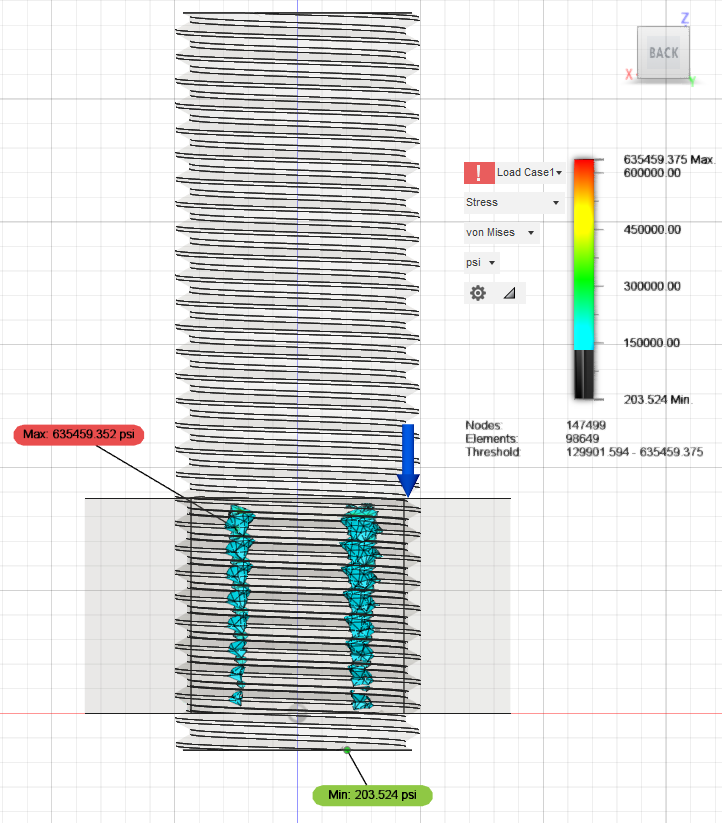 Z
BACK
X
Y
635459.375 Max.
600000.00
! Load Case1
Stress
von Mises
450000.00
psi
300000.00
150000.00
203.524 Min.
Nodes: 147499
Elements: 98649
Threshold: 129901.594 - 635459.375
Max: 635459.352 psi
Min: 203.524 psi